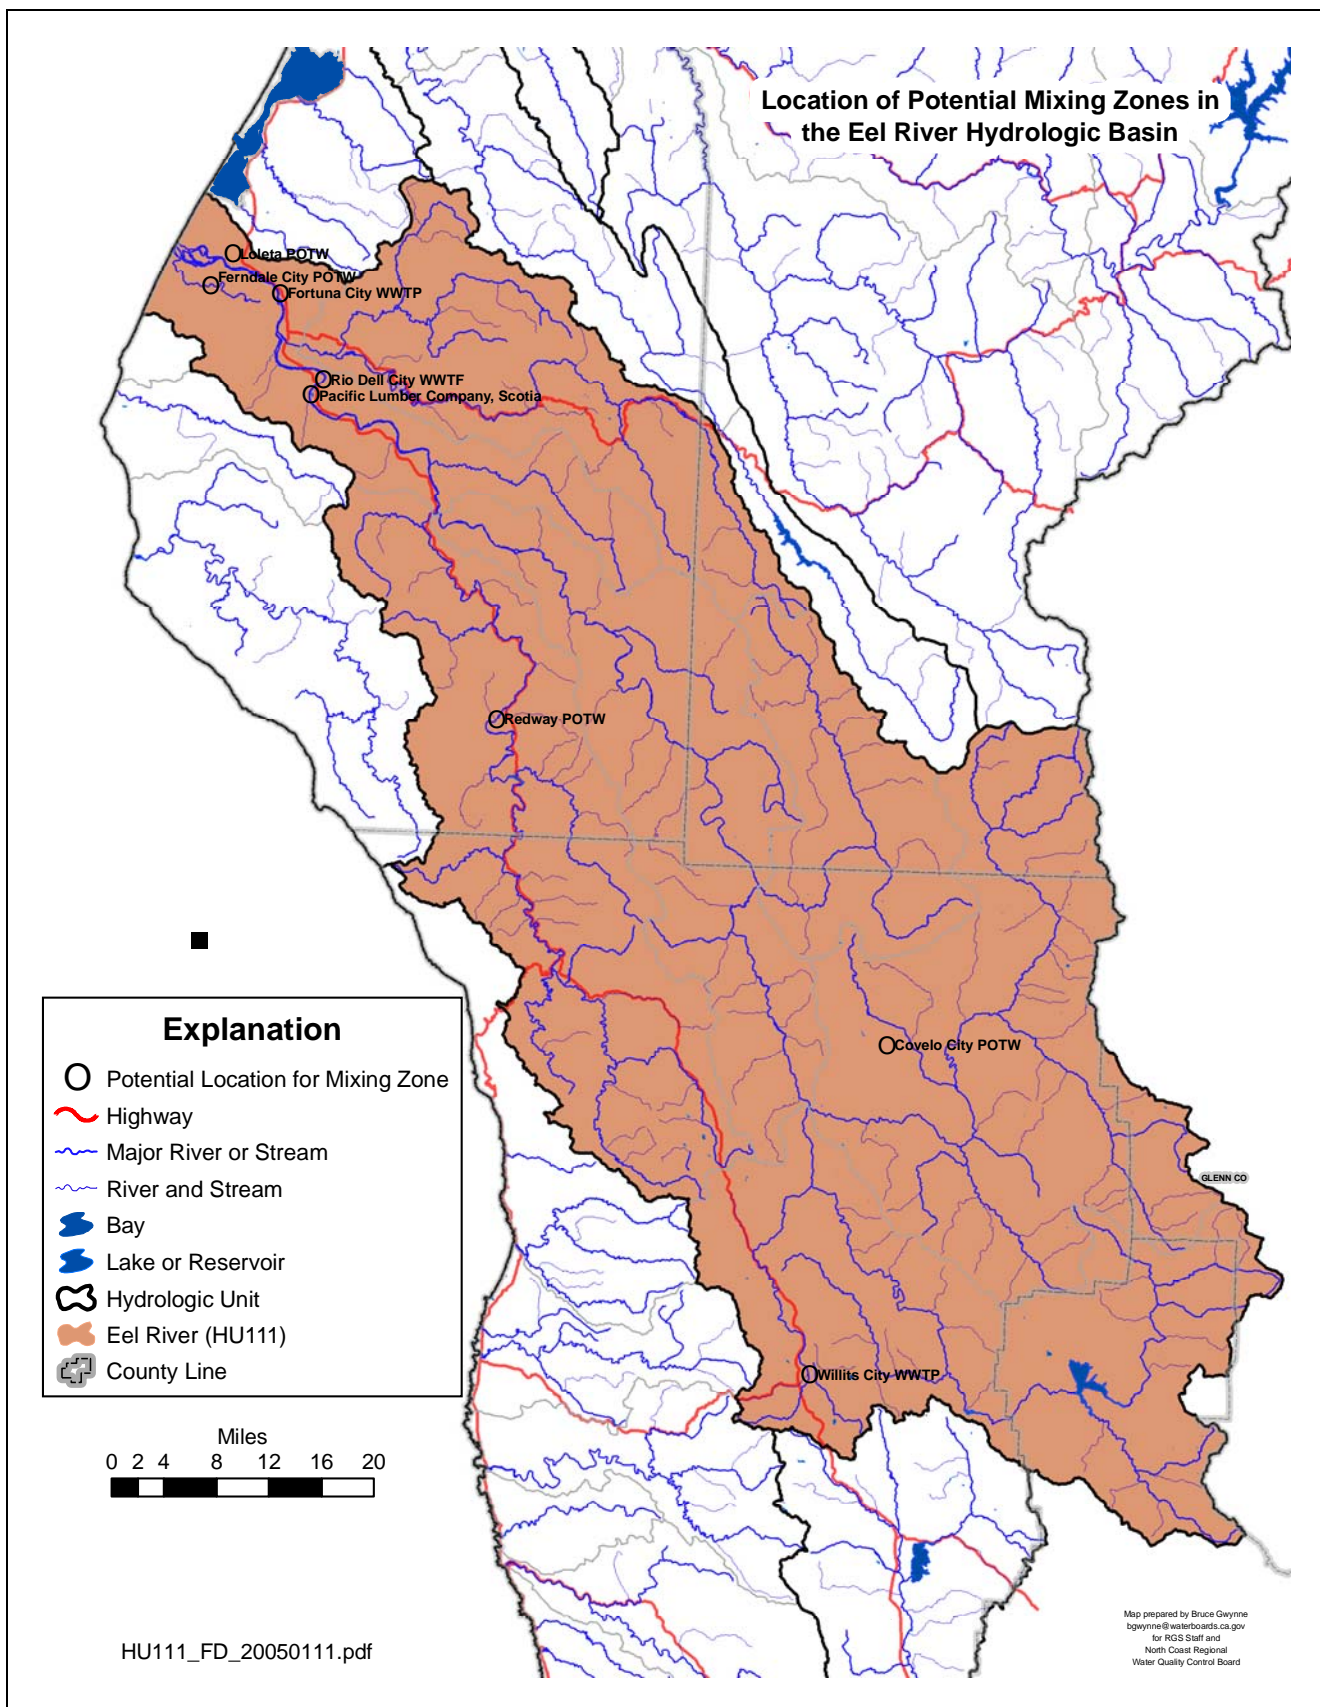 Location of Potential Mixing Zones in
the Eel River Hydrologic Basin
Loleta POTW
Ferndale City POTW
Fortuna City WWTP
Rio Dell City WWTF
Pacific Lumber Company, Scotia
Redway POTW
Covelo City POTW
GLENN CO
Willits City WWTP
Explanation
Potential Location for Mixing Zone
Highway
Major River or Stream
River and Stream
Bay
Lake or Reservoir
Hydrologic Unit
Eel River (HU111)
County Line
Miles
0 2 4 8 12 16 20
HU111_FD_20050111.pdf
Map prepared by Bruce Gwynne
bgwynne@waterboards.ca.gov
for RGS Staff and
North Coast Regional
Water Quality Control Board